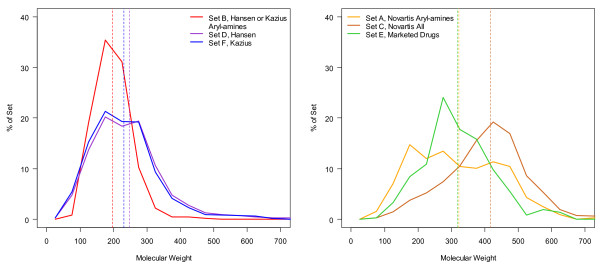 Set B, Hansen or Kazius
Aryl-amines
Set D, Hansen
Set F, Kazius
% of Set
40
30
20
10
0
0 100 200 300 400 500 600 700
Molecular Weight
Set A, Novartis Aryl-amines
Set C, Novartis All
Set E, Marketed Drugs
% of Set
40
30
20
10
0
0 100 200 300 400 500 600 700
Molecular Weight